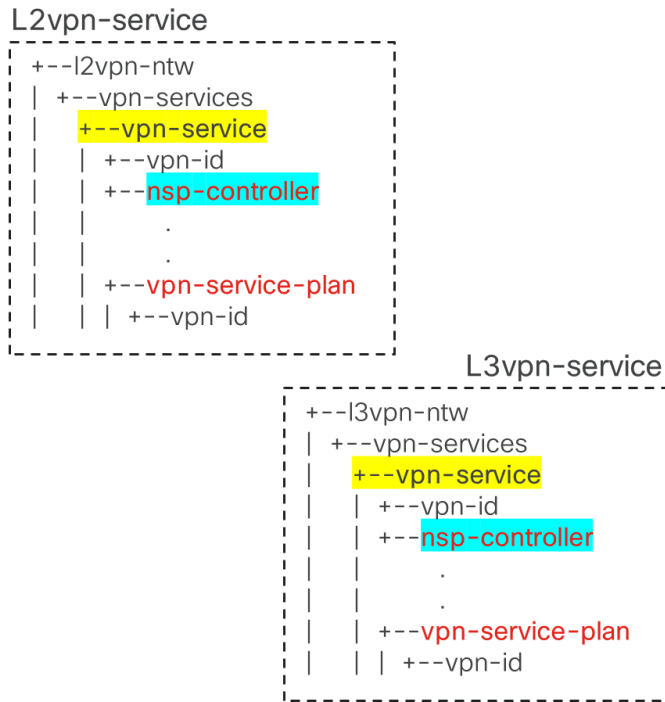 L2vpn-service
+--l2vpn-ntw
| +--vpn-services
| +--vpn-service
| | +--vpn-id
| | +--nsp-controller
| | .
| | .
| | +--vpn-service-plan
| | | +--vpn-id
L3vpn-service
+--l3vpn-ntw
| +--vpn-services
| +--vpn-service
| | +--vpn-id
| | +--nsp-controller
| | .
| | .
| | +--vpn-service-plan
| | | +--vpn-id